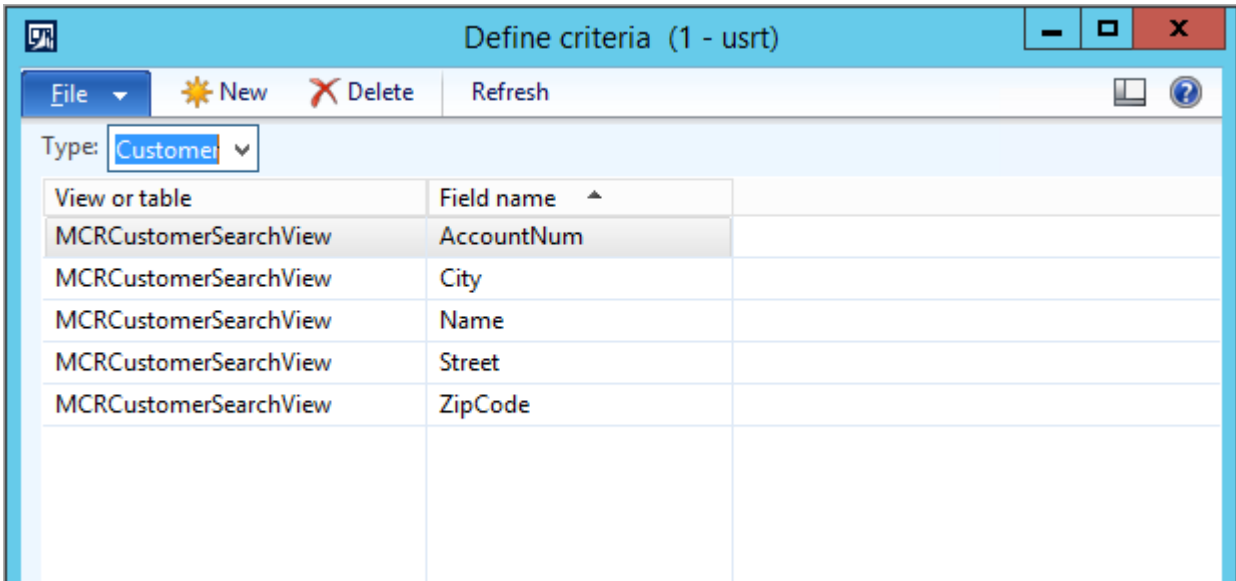 Define criteria (1 - usrt)
File New Delete Refresh
Type: Customer
View or table Field name
MCRCustomerSearchView AccountNum
MCRCustomerSearchView City
MCRCustomerSearchView Name
MCRCustomerSearchView Street
MCRCustomerSearchView ZipCode